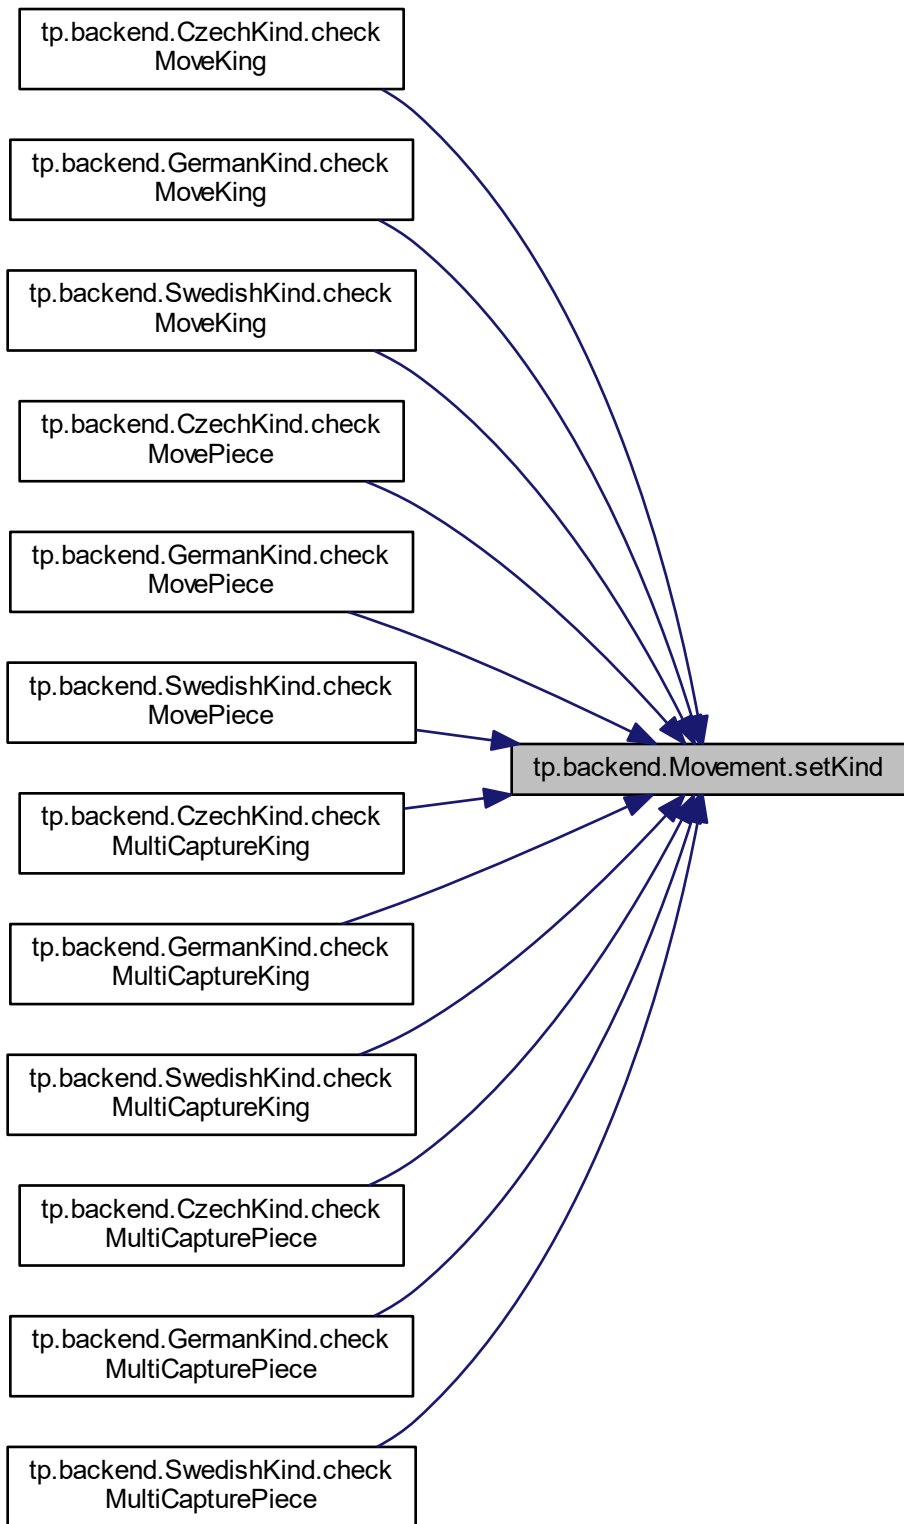 tp.backend.CzechKind.check
MoveKing
tp.backend.GermanKind.check
MoveKing
tp.backend.SwedishKind.check
MoveKing
tp.backend.CzechKind.check
MovePiece
tp.backend.GermanKind.check
MovePiece
tp.backend.SwedishKind.check
MovePiece
tp.backend.Movement.setKind
tp.backend.CzechKind.check
MultiCaptureKing
tp.backend.GermanKind.check
MultiCaptureKing
tp.backend.SwedishKind.check
MultiCaptureKing
tp.backend.CzechKind.check
MultiCapturePiece
tp.backend.GermanKind.check
MultiCapturePiece
tp.backend.SwedishKind.check
MultiCapturePiece